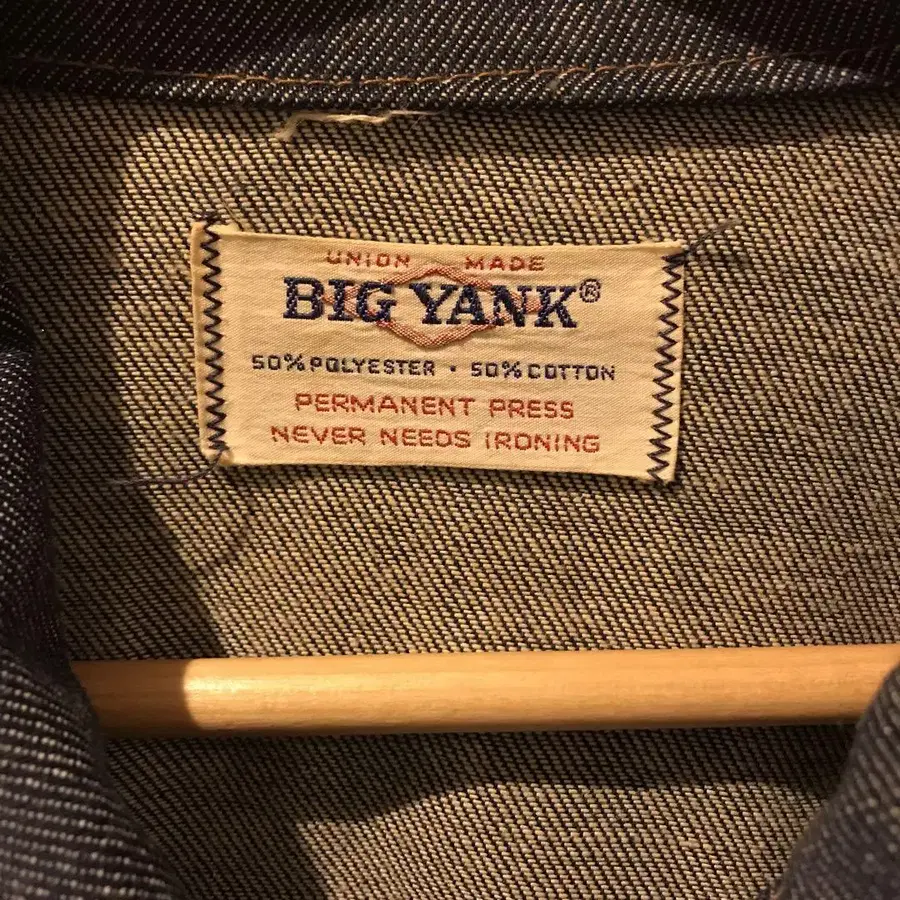 UNION MADE
BIG YANK®
50% POLYESTER · 50% COTTON
PERMANENT PRESS
NEVER NEEDS IRONING